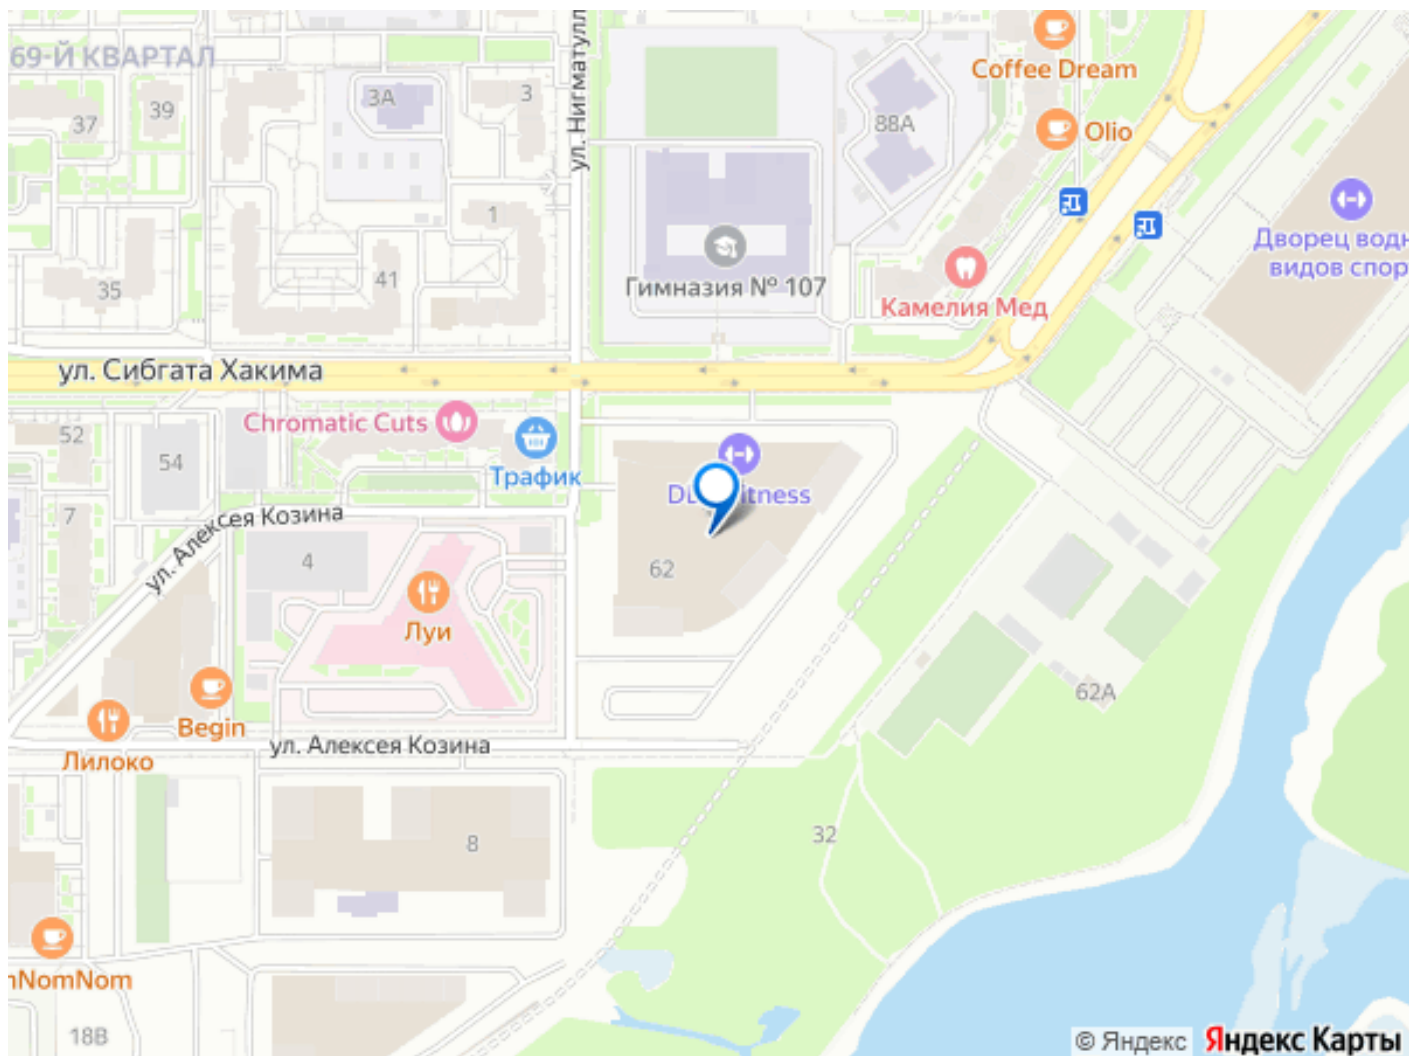 69-Й КВАРТАЛ
37
39
3А
3
ул. Нигматулл
88А
Coffee Dream
Olio
1
35
41
Гимназия № 107
Камелия Мед
Дворец водн
видов спор
ул. Сибгата Хакима
Chromatic Cuts
Трафик
52
54
7
ул. Алексея Козина
4
Луи
62
62А
Begin
Лилоко
ул. Алексея Козина
8
32
nNomNom
18В
© Яндекс Яндекс Карты